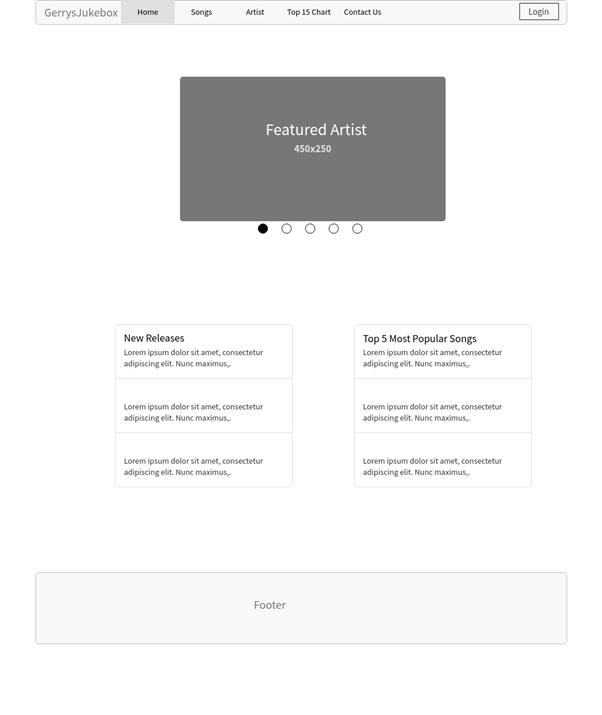 GerrysJukebox Home Songs Artist Top 15 Chart Contact Us Login
Featured Artist
450x250
New Releases
Lorem ipsum dolor sit amet, consectetur
adipiscing elit. Nunc maximus,.
Lorem ipsum dolor sit amet, consectetur
adipiscing elit. Nunc maximus,.
Lorem ipsum dolor sit amet, consectetur
adipiscing elit. Nunc maximus,.
Top 5 Most Popular Songs
Lorem ipsum dolor sit amet, consectetur
adipiscing elit. Nunc maximus,.
Lorem ipsum dolor sit amet, consectetur
adipiscing elit. Nunc maximus,.
Lorem ipsum dolor sit amet, consectetur
adipiscing elit. Nunc maximus,.
Footer